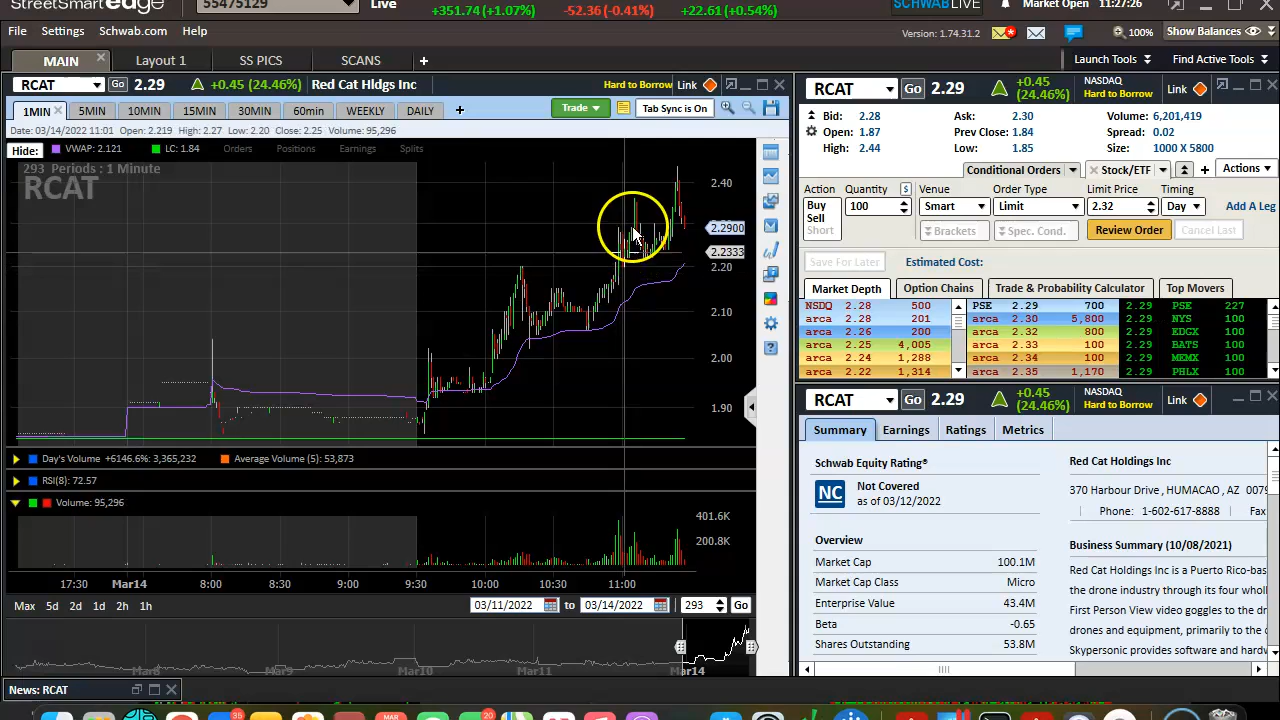 StreetSmart edge 55475129 Live +351.74 (+1.07%) -52.36 (-0.41%) +22.61 (+0.54%) SCHWABLIVE Market Open 11:27:26
File Settings Schwab.com Help Version: 1.74.31.2 100% Show Balances
MAIN Layout 1 SS PICS SCANS + Launch Tools Find Active Tools
RCAT Go 2.29 +0.45 (24.46%) Red Cat Hldgs Inc Hard to Borrow Link
1MIN 5MIN 10MIN 15MIN 30MIN 60min WEEKLY DAILY + Trade Tab Sync is On
Date: 03/14/2022 11:01 Open: 2.219 High: 2.27 Low: 2.20 Close: 2.25 Volume: 95,296
Hide: VWAP: 2.121 LC: 1.84 Orders Positions Earnings Splits
293 Periods : 1 Minute
RCAT
2.40
2.2900
2.2333
2.20
2.10
2.00
1.90
Day's Volume +6146.6%: 3,365,232 Average Volume (5): 53,873
RSI(8): 72.57
Volume: 95,296
401.6K
200.8K
17:30 Mar14 8:00 8:30 9:00 9:30 10:00 10:30 11:00
Max 5d 2d 1d 2h 1h 03/11/2022 to 03/14/2022 293 Go
Mar8 Mar9 Mar10 Mar11 Mar14
News: RCAT
RCAT Go 2.29 +0.45 (24.46%) NASDAQ Hard to Borrow Link
Bid: 2.28 Ask: 2.30 Volume: 6,201,419
Open: 1.87 Prev Close: 1.84 Spread: 0.02
High: 2.44 Low: 1.85 Size: 1000 X 5800
Conditional Orders Stock/ETF + Actions
Action Quantity $ Venue Order Type Limit Price Timing
Buy Sell Short 100 Smart Limit 2.32 Day Add A Leg
Brackets Spec. Cond. Review Order Cancel Last
Save For Later Estimated Cost:
Market Depth Option Chains Trade & Probability Calculator Top Movers
NSDQ 2.28 500 PSE 2.29 700 2.29 PSE 227
arca 2.28 201 arca 2.30 5,800 2.29 NYS 100
arca 2.26 200 arca 2.32 800 2.29 EDGX 100
arca 2.25 4,005 arca 2.33 100 2.29 BATS 100
arca 2.24 1,288 arca 2.34 100 2.29 MEMX 100
arca 2.22 1,314 arca 2.35 1,170 2.29 PHLX 100
RCAT Go 2.29 +0.45 (24.46%) NASDAQ Hard to Borrow Link
Summary Earnings Ratings Metrics
Schwab Equity Rating®
NC Not Covered
as of 03/12/2022
Overview
Market Cap 100.1M
Market Cap Class Micro
Enterprise Value 43.4M
Beta -0.65
Shares Outstanding 53.8M
Red Cat Holdings Inc
370 Harbour Drive , HUMACAO , AZ 0079
Phone: 1-602-617-8888 Fax
Business Summary (10/08/2021)
Red Cat Holdings Inc is a Puerto Rico-bas
the drone industry through its four whol
First Person View video goggles to the dr
drones and equipment, primarily to the c
Skypersonic provides software and hardw